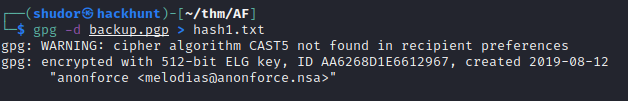 ┌──(shudor㉿hackhunt)-[~/thm/AF]
└─$ gpg -d backup.pgp > hash1.txt
gpg: WARNING: cipher algorithm CAST5 not found in recipient preferences
gpg: encrypted with 512-bit ELG key, ID AA6268D1E6612967, created 2019-08-12
"anonforce <melodias@anonforce.nsa>"